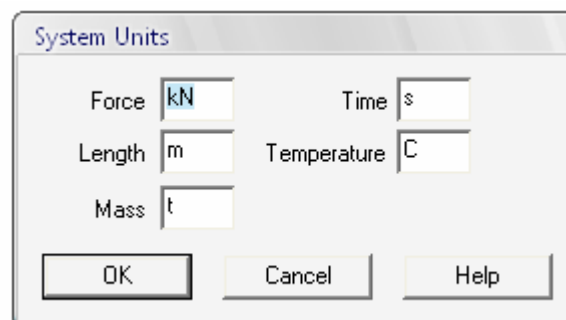 System Units
Force kN Time s
Length m Temperature C
Mass t
OK Cancel Help